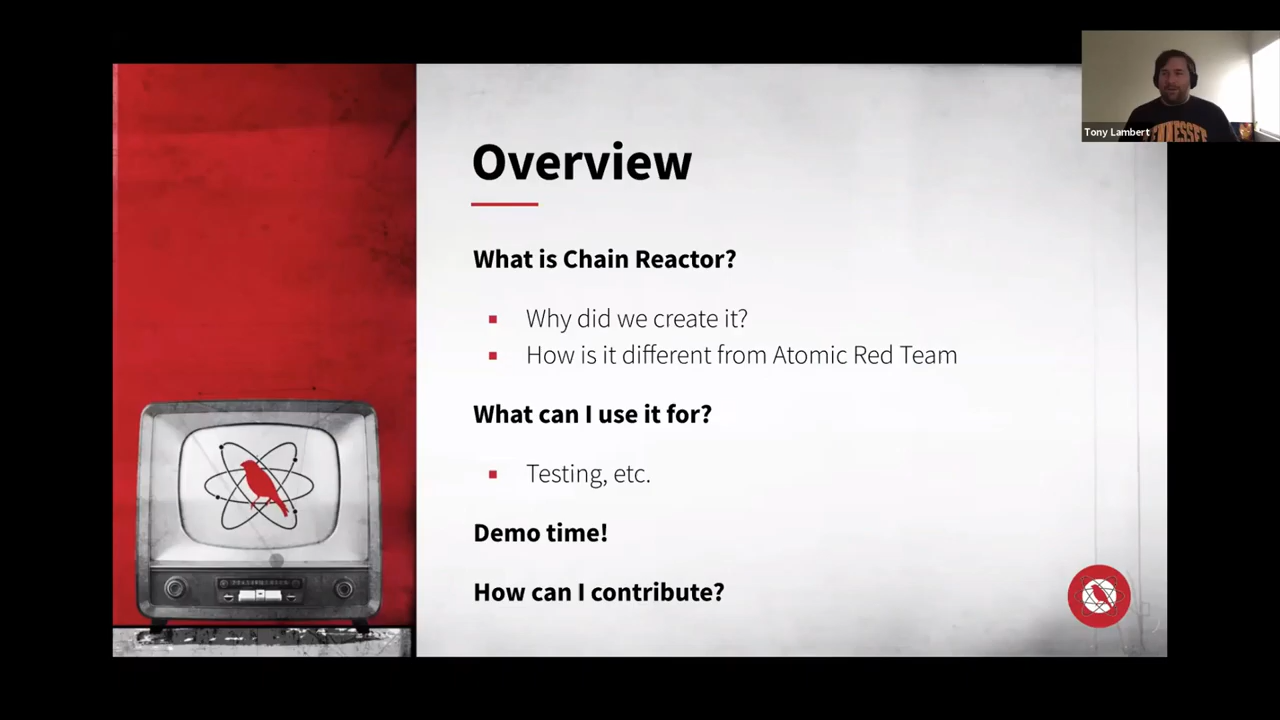 Overview
What is Chain Reactor?
Why did we create it?
How is it different from Atomic Red Team
What can I use it for?
Testing, etc.
Demo time!
How can I contribute?
Tony Lambert
TENNESSEE